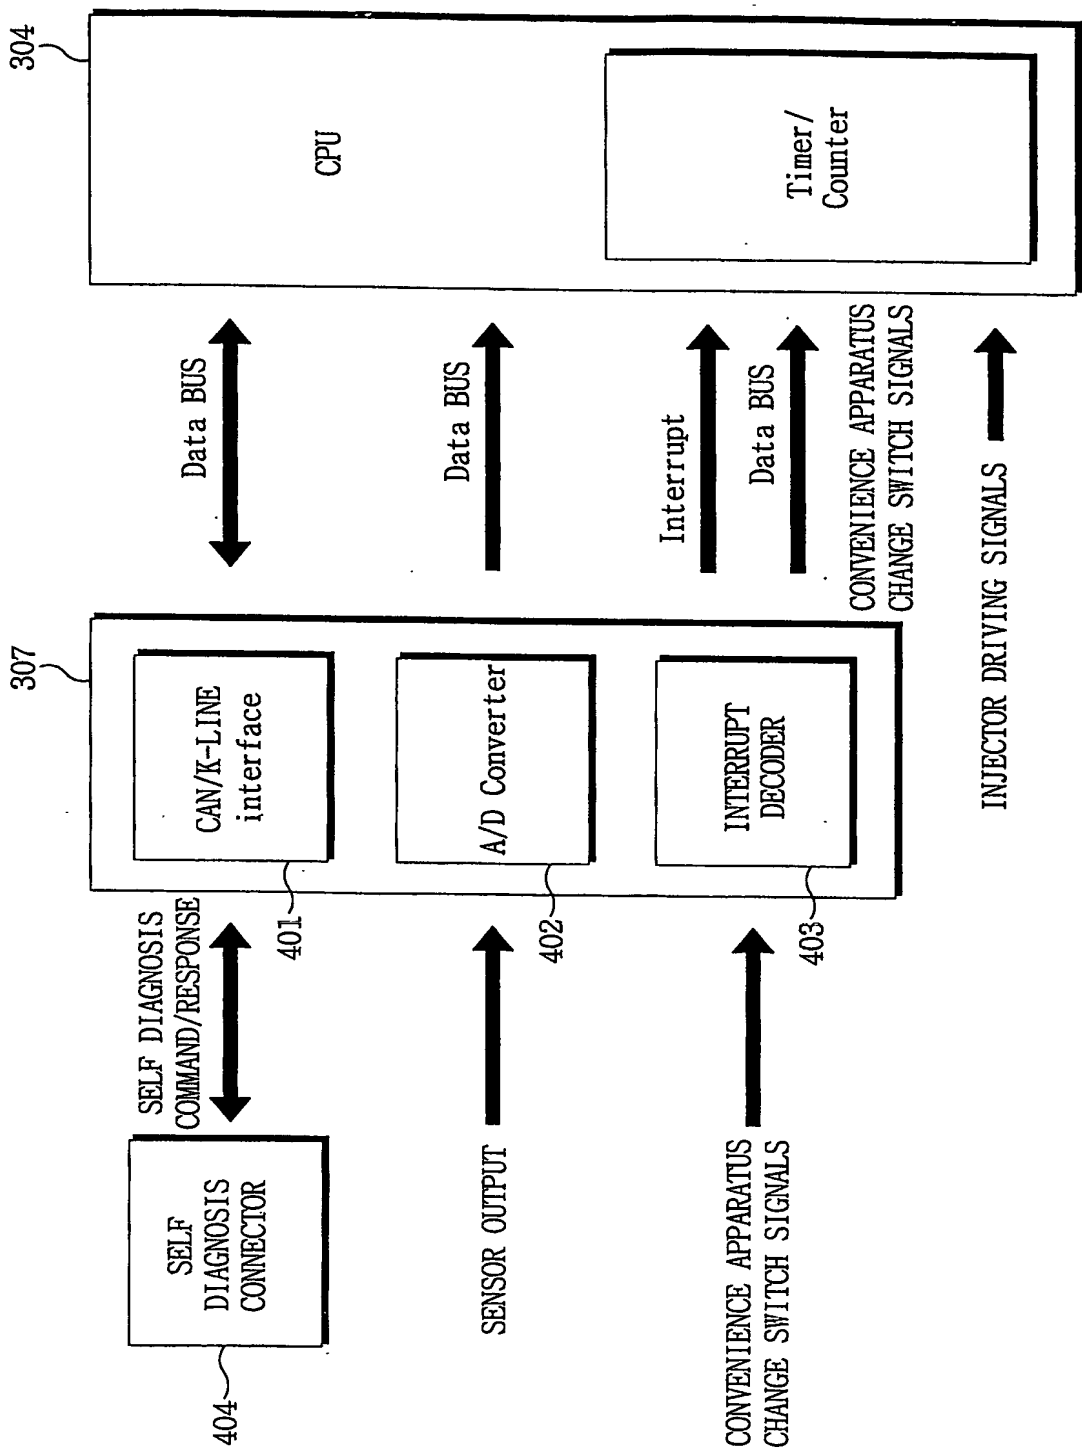 304
CPU
Timer/
Counter
Data BUS
Data BUS
Interrupt
Data BUS
CONVENIENCE APPARATUS
CHANGE SWITCH SIGNALS
INJECTOR DRIVING SIGNALS
307
CAN/K-LINE
interface
A/D Converter
INTERRUPT
DECODER
401
402
403
SELF DIAGNOSIS
COMMAND/RESPONSE
SELF
DIAGNOSIS
CONNECTOR
404
SENSOR OUTPUT
CONVENIENCE APPARATUS
CHANGE SWITCH SIGNALS